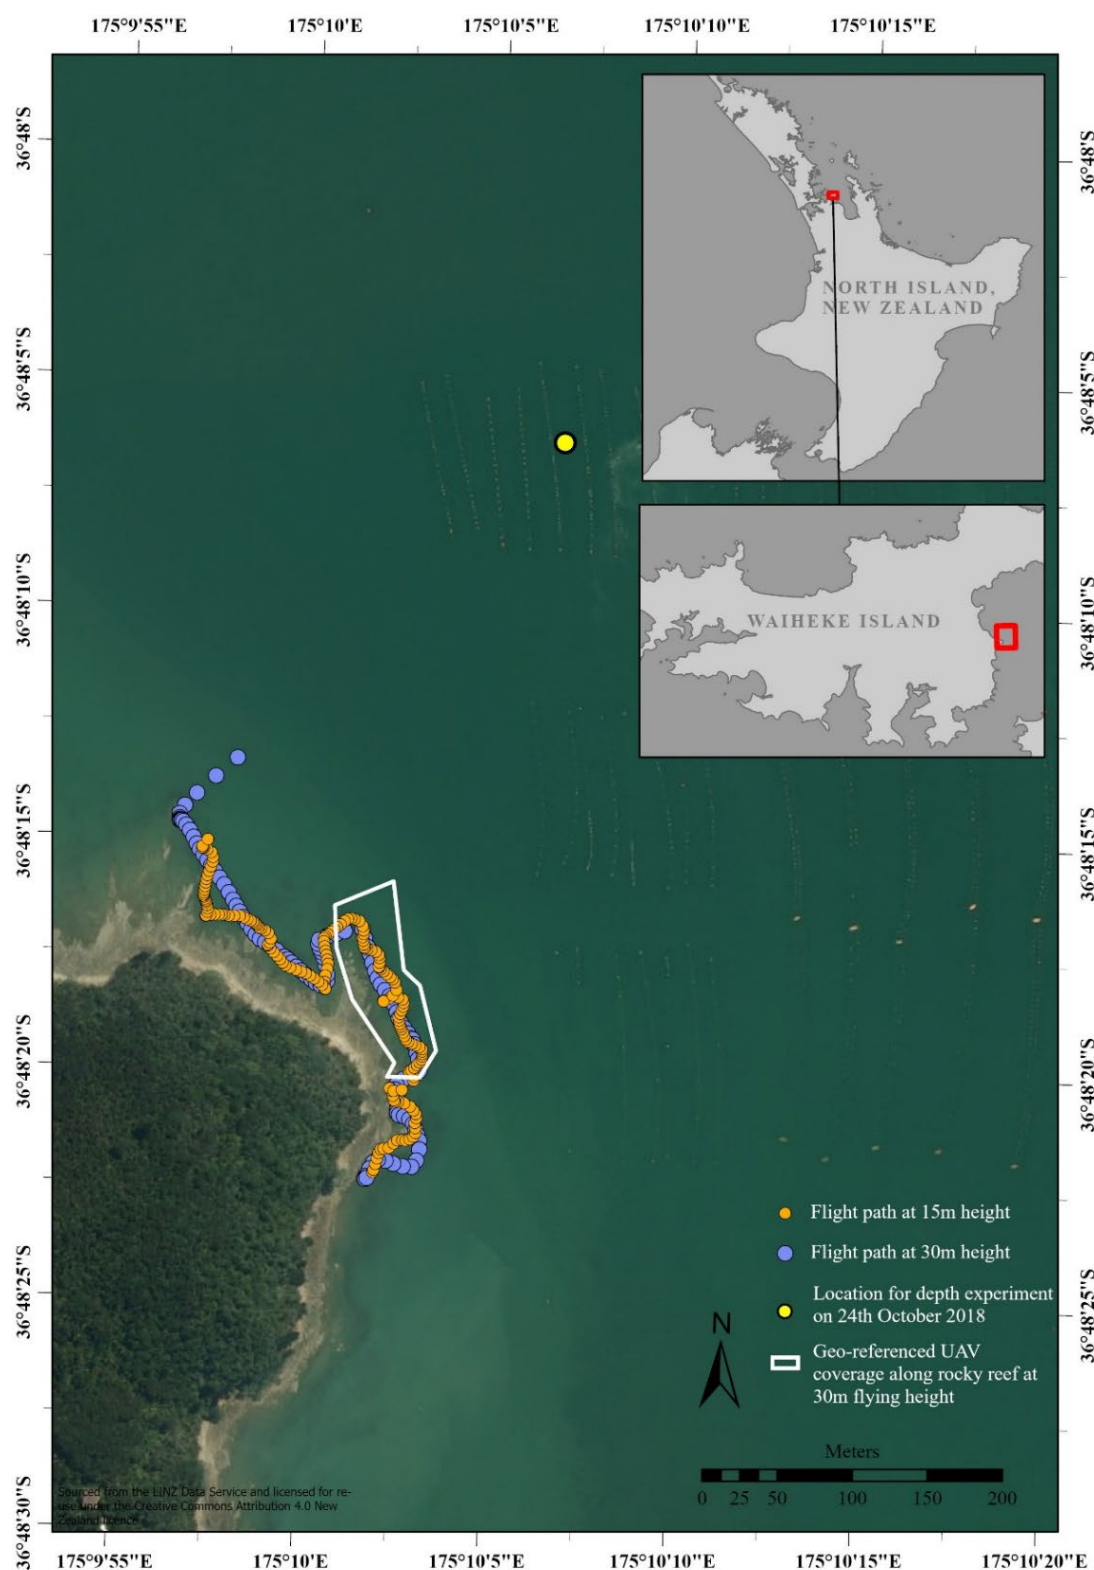 175°9'55"E 175°10'E 175°10'5"E 175°10'10"E 175°10'15"E
36°48'S
36°48'5"S
36°48'10"S
36°48'15"S
36°48'20"S
36°48'25"S
36°48'30"S
36°48'S
36°48'5"S
36°48'10"S
36°48'15"S
36°48'20"S
36°48'25"S
NORTH ISLAND,
NEW ZEALAND
WAIHEKE ISLAND
Flight path at 15m height
Flight path at 30m height
Location for depth experiment
on 24th October 2018
Geo-referenced UAV
coverage along rocky reef at
30m flying height
N
Meters
0 25 50 100 150 200
Sourced from the LINZ Data Service and licensed for re-
use under the Creative Commons Attribution 4.0 New
Zealand licence
175°9'55"E 175°10'E 175°10'5"E 175°10'10"E 175°10'15"E 175°10'20"E